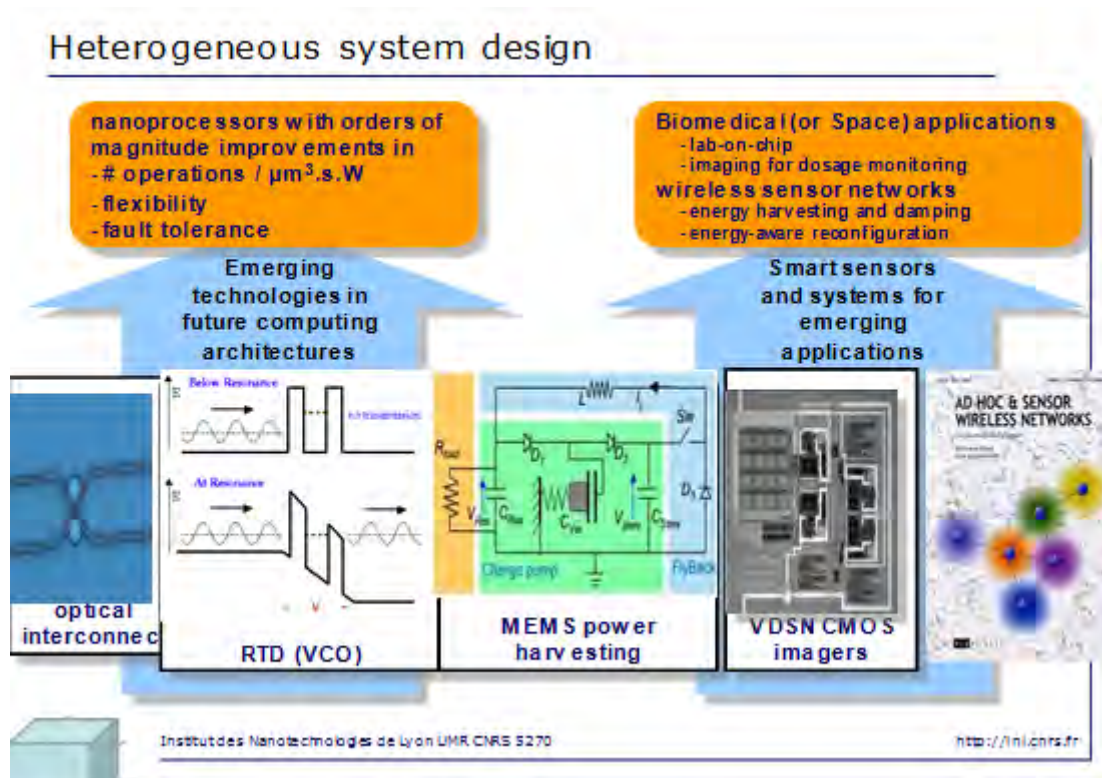 Heterogeneous system design
nanoprocessors with orders of
magnitude improvements in
- # operations / µm³.s.W
- flexibility
- fault tolerance
Biomedical (or Space) applications
- lab-on-chip
- imaging for dosage monitoring
wireless sensor networks
- energy harvesting and damping
- energy-aware reconfiguration
Emerging
technologies in
future computing
architectures
Smart sensors
and systems for
emerging
applications
optical
interconnec
Below Resonance
At Resonance
V
RTD (VCO)
L
Sw
D₁
D₂
Charge pump
FlyBack
MEMS power
harvesting
VDSN CMOS
imagers
AD HOC & SENSOR
WIRELESS NETWORKS
Institut des Nanotechnologies de Lyon UMR CNRS 5270
http://inl.cnrs.fr